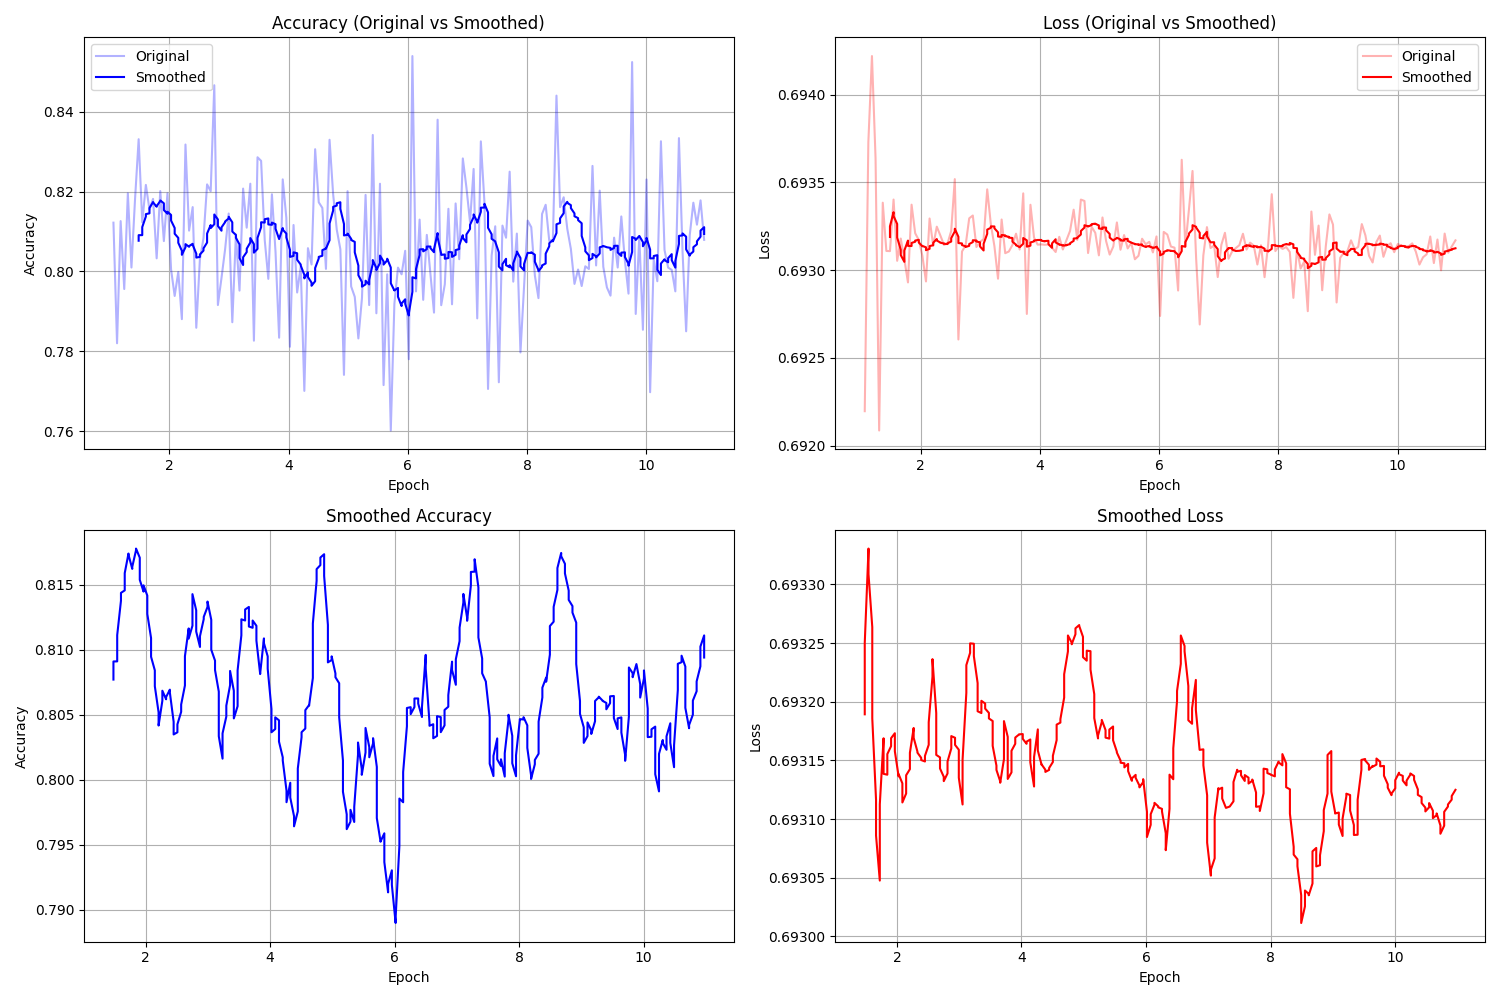 Accuracy (Original vs Smoothed)
Original
Smoothed
Accuracy
0.84
0.82
0.80
0.78
0.76
2 4 6 8 10
Epoch
Loss (Original vs Smoothed)
Original
Smoothed
Loss
0.6940
0.6935
0.6930
0.6925
0.6920
2 4 6 8 10
Epoch
Smoothed Accuracy
Accuracy
0.815
0.810
0.805
0.800
0.795
0.790
2 4 6 8 10
Epoch
Smoothed Loss
Loss
0.69330
0.69325
0.69320
0.69315
0.69310
0.69305
0.69300
2 4 6 8 10
Epoch